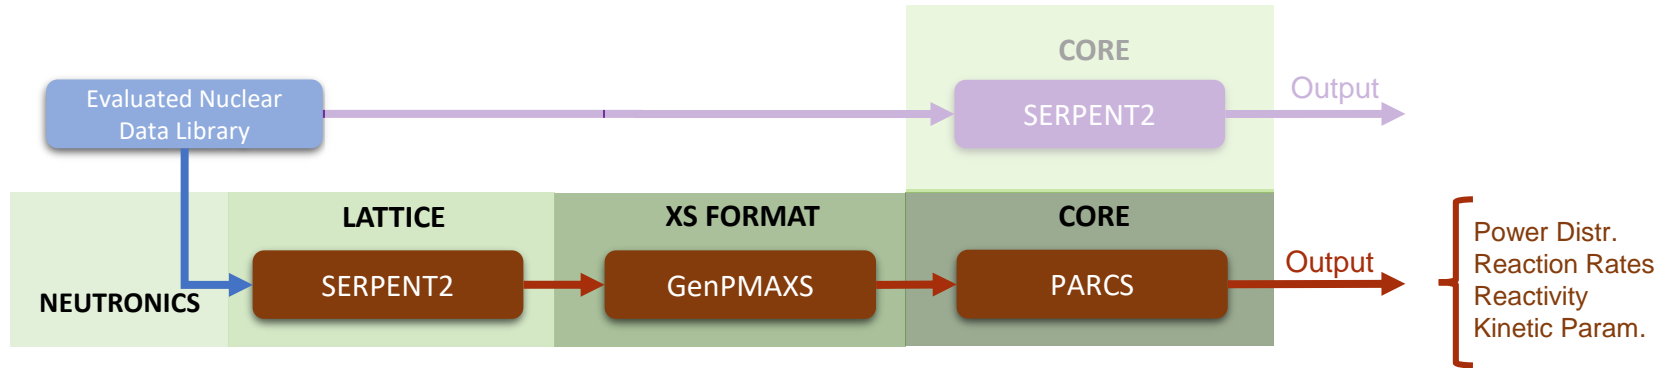 CORE
Evaluated Nuclear
Data Library
SERPENT2
Output
NEUTRONICS
LATTICE
SERPENT2
XS FORMAT
GenPMAXS
CORE
PARCS
Output
Power Distr.
Reaction Rates
Reactivity
Kinetic Param.